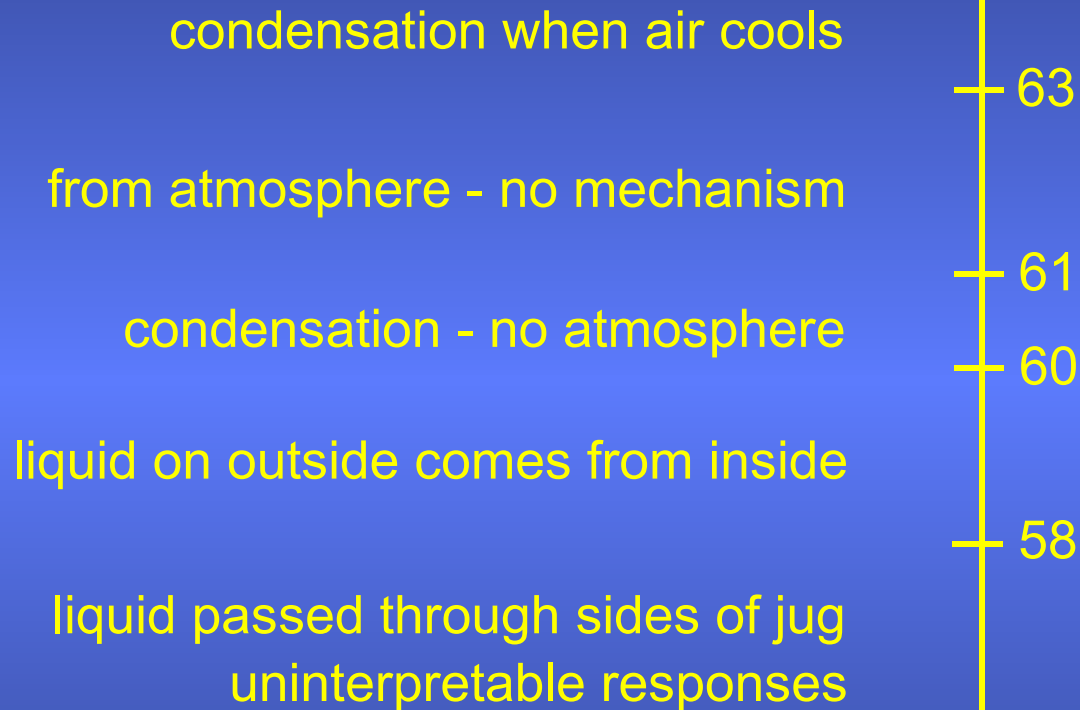 condensation when air cools
63
from atmosphere - no mechanism
61
condensation - no atmosphere
60
liquid on outside comes from inside
58
liquid passed through sides of jug
uninterpretable responses